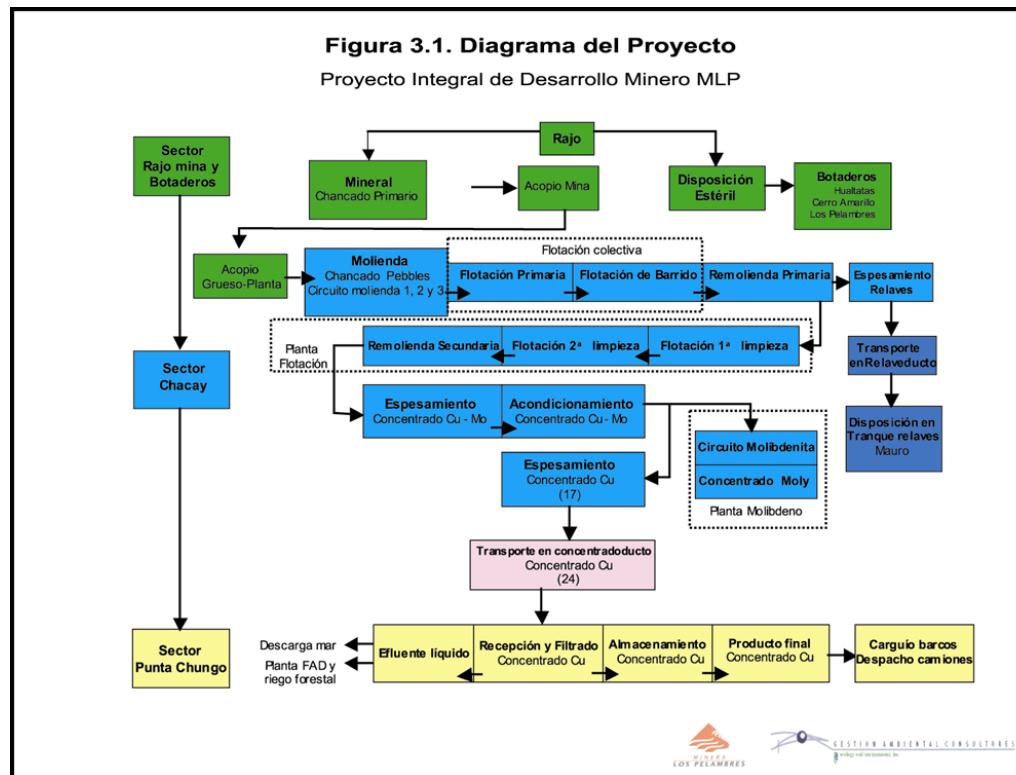 Figura 3.1. Diagrama del Proyecto
Proyecto Integral de Desarrollo Minero MLP
Rajo
Sector
Rajo mina y
Botaderos
Mineral
Chancado Primario
Acopio Mina
Disposición
Estéril
Botaderos
Hualtatas
Cerro Amarillo
Los Pelambres
Acopio
Grueso-Planta
Molienda
Chancado Pebbles
Circuito molienda 1, 2 y 3
Flotación colectiva
Flotación Primaria
Flotación de Barrido
Remolienda Primaria
Espesamiento
Relaves
Planta
Flotación
Remolienda Secundaria
Flotación 2ª limpieza
Flotación 1ª limpieza
Transporte
en Relaveducto
Sector
Chacay
Espesamiento
Concentrado Cu - Mo
Acondicionamiento
Concentrado Cu - Mo
Disposición en
Tranque relaves
Mauro
Circuito Molibdenita
Concentrado Moly
Planta Molibdeno
Espesamiento
Concentrado Cu
(17)
Transporte en concentradoducto
Concentrado Cu
(24)
Sector
Punta Chungo
Descarga mar
Planta FAD y
riego forestal
Efluente líquido
Recepción y Filtrado
Concentrado Cu
Almacenamiento
Concentrado Cu
Producto final
Concentrado Cu
Carguío barcos
Despacho camiones
MINERA
LOS PELAMBRES
GESTION AMBIENTAL CONSULTORES